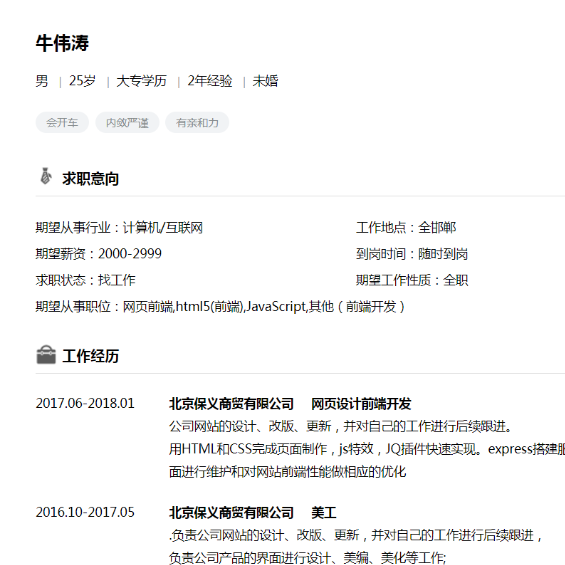 牛伟涛
男 | 25岁 | 大专学历 | 2年经验 | 未婚
会开车 内敛严谨 有亲和力
求职意向
期望从事行业：计算机/互联网 工作地点：全邯郸
期望薪资：2000-2999 到岗时间：随时到岗
求职状态：找工作 期望工作性质：全职
期望从事职位：网页前端,html5(前端),JavaScript,其他（前端开发）
工作经历
2017.06-2018.01 北京保义商贸有限公司 网页设计前端开发
公司网站的设计、改版、更新，并对自己的工作进行后续跟进。
用HTML和CSS完成页面制作，js特效，JQ插件快速实现。express搭建
面进行维护和对网站前端性能做相应的优化
2016.10-2017.05 北京保义商贸有限公司 美工
.负责公司网站的设计、改版、更新，并对自己的工作进行后续跟进，
负责公司产品的界面进行设计、美编、美化等工作;